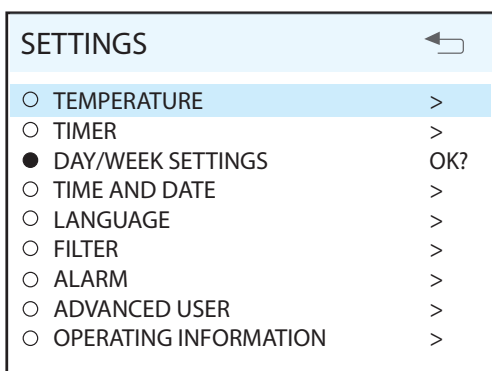 SETTINGS
TEMPERATURE >
TIMER >
DAY/WEEK SETTINGS OK?
TIME AND DATE >
LANGUAGE >
FILTER >
ALARM >
ADVANCED USER >
OPERATING INFORMATION >